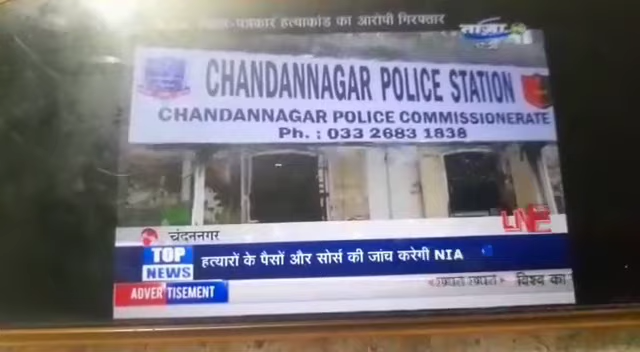 -पत्रकार हत्याकांड का आरोपी गिरफ्तार
CHANDANNAGAR POLICE STATION
CHANDANNAGAR POLICE COMMISSIONERATE
Ph. : 033 2683 1838
LIVE
चंदननगर
TOP NEWS
हत्यारों के पैसों और सोर्स की जांच करेगी NIA
ADVERTISEMENT
विश्व का